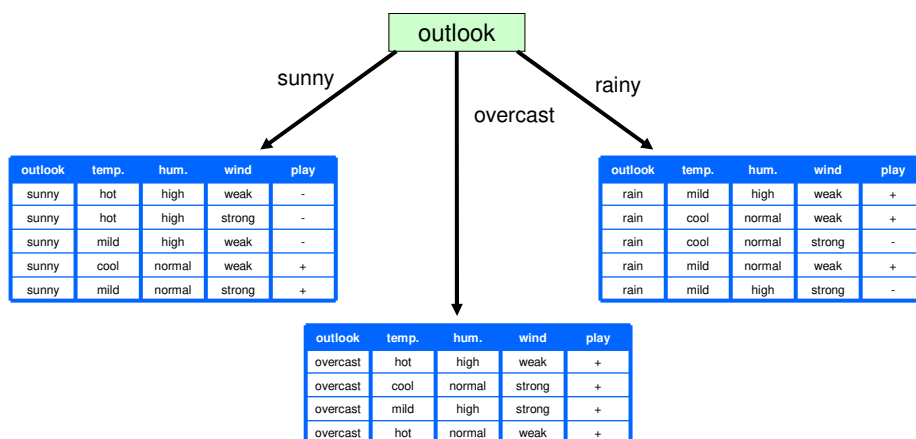 outlook
sunny
rainy
overcast
outlook temp. hum. wind play
sunny hot high weak -
sunny hot high strong -
sunny mild high weak -
sunny cool normal weak +
sunny mild normal strong +
outlook temp. hum. wind play
rain mild high weak +
rain cool normal weak +
rain cool normal strong -
rain mild normal weak +
rain mild high strong -
outlook temp. hum. wind play
overcast hot high weak +
overcast cool normal strong +
overcast mild high strong +
overcast hot normal weak +